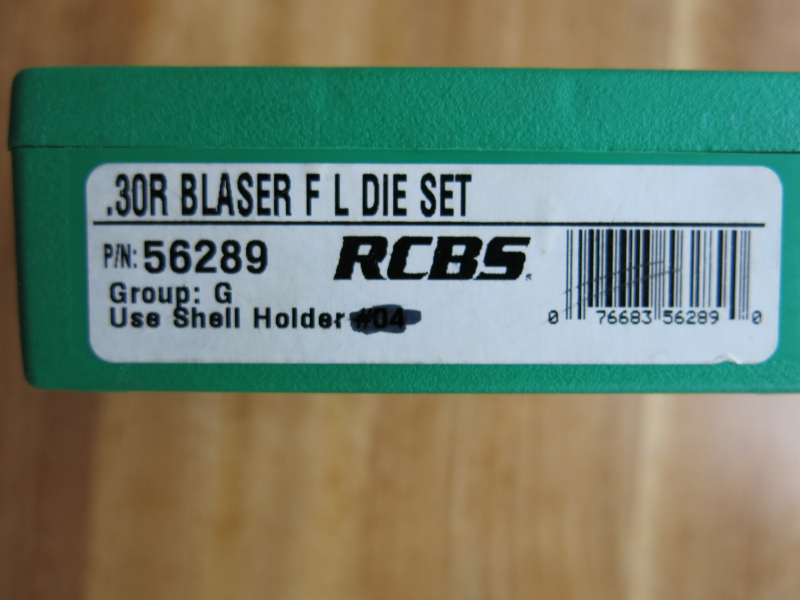 .30R BLASER F L DIE SET
P/N: 56289
RCBS
Group: G
Use Shell Holder #04
0 76683 56289 0